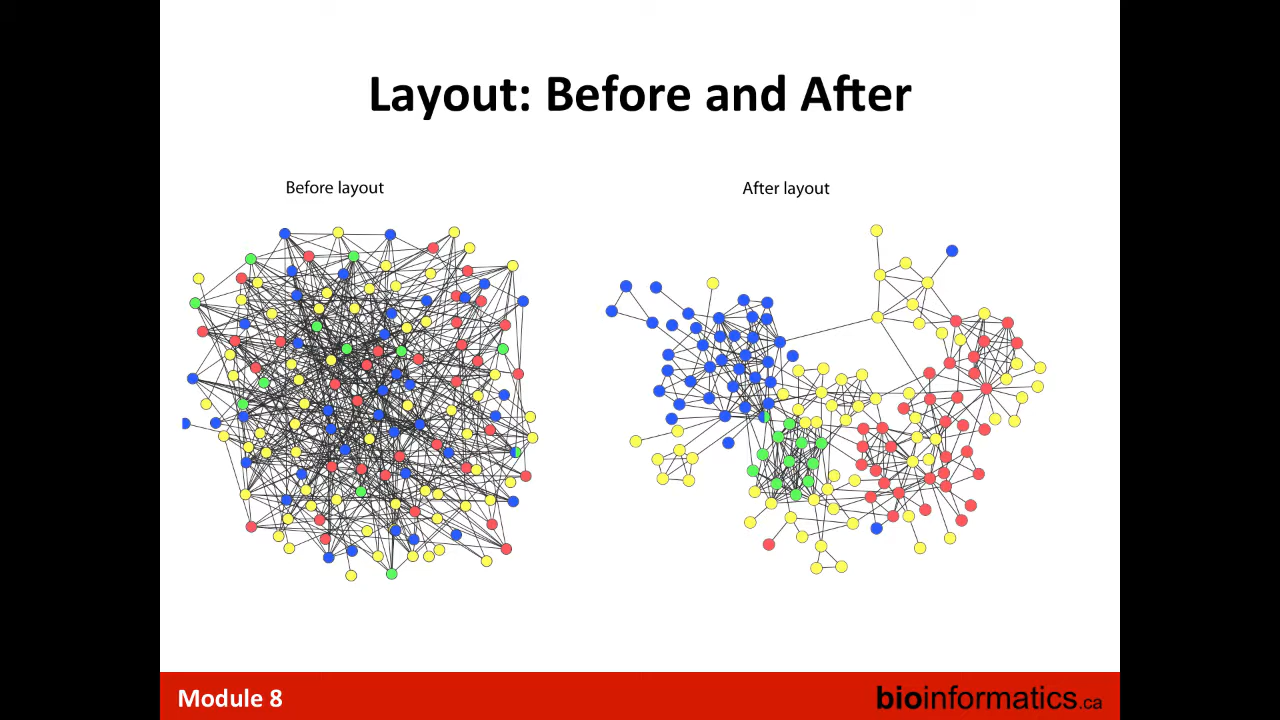 Layout: Before and After
Before layout
After layout
Module 8
bioinformatics.ca